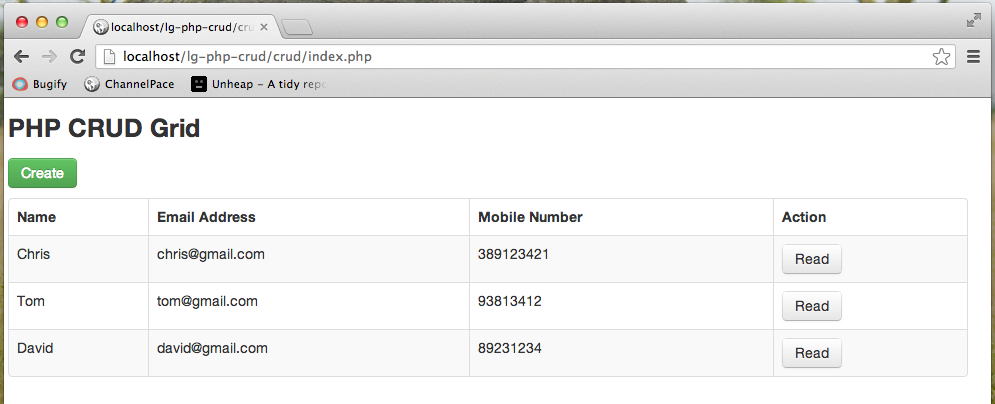 localhost/lg-php-crud/cru
localhost/lg-php-crud/crud/index.php
Bugify ChannelPace Unheap – A tidy repo
PHP CRUD Grid
Create
Name Email Address Mobile Number Action
Chris chris@gmail.com 389123421 Read
Tom tom@gmail.com 93813412 Read
David david@gmail.com 89231234 Read